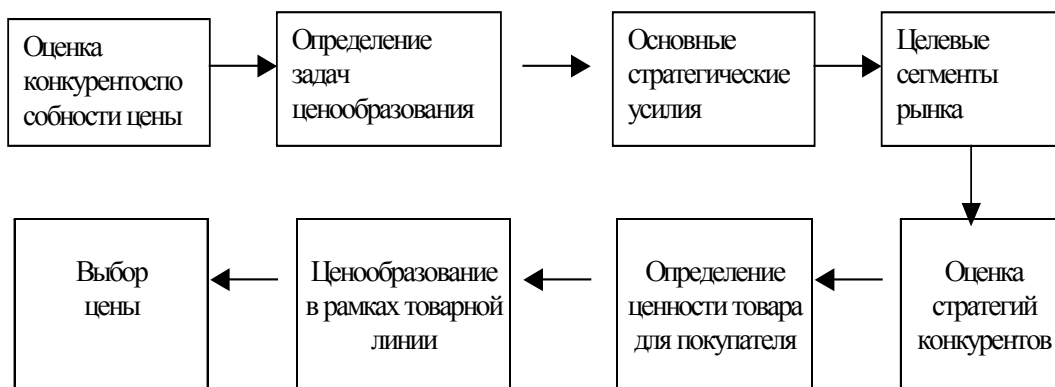 Оценка
конкурентоспо
собности цены
Определение
задач
ценообразования
Основные
стратегические
усилия
Целевые
сегменты
рынка
Выбор
цены
Ценообразование
в рамках товарной
линии
Определение
ценности товара
для покупателя
Оценка
стратегий
конкурентов